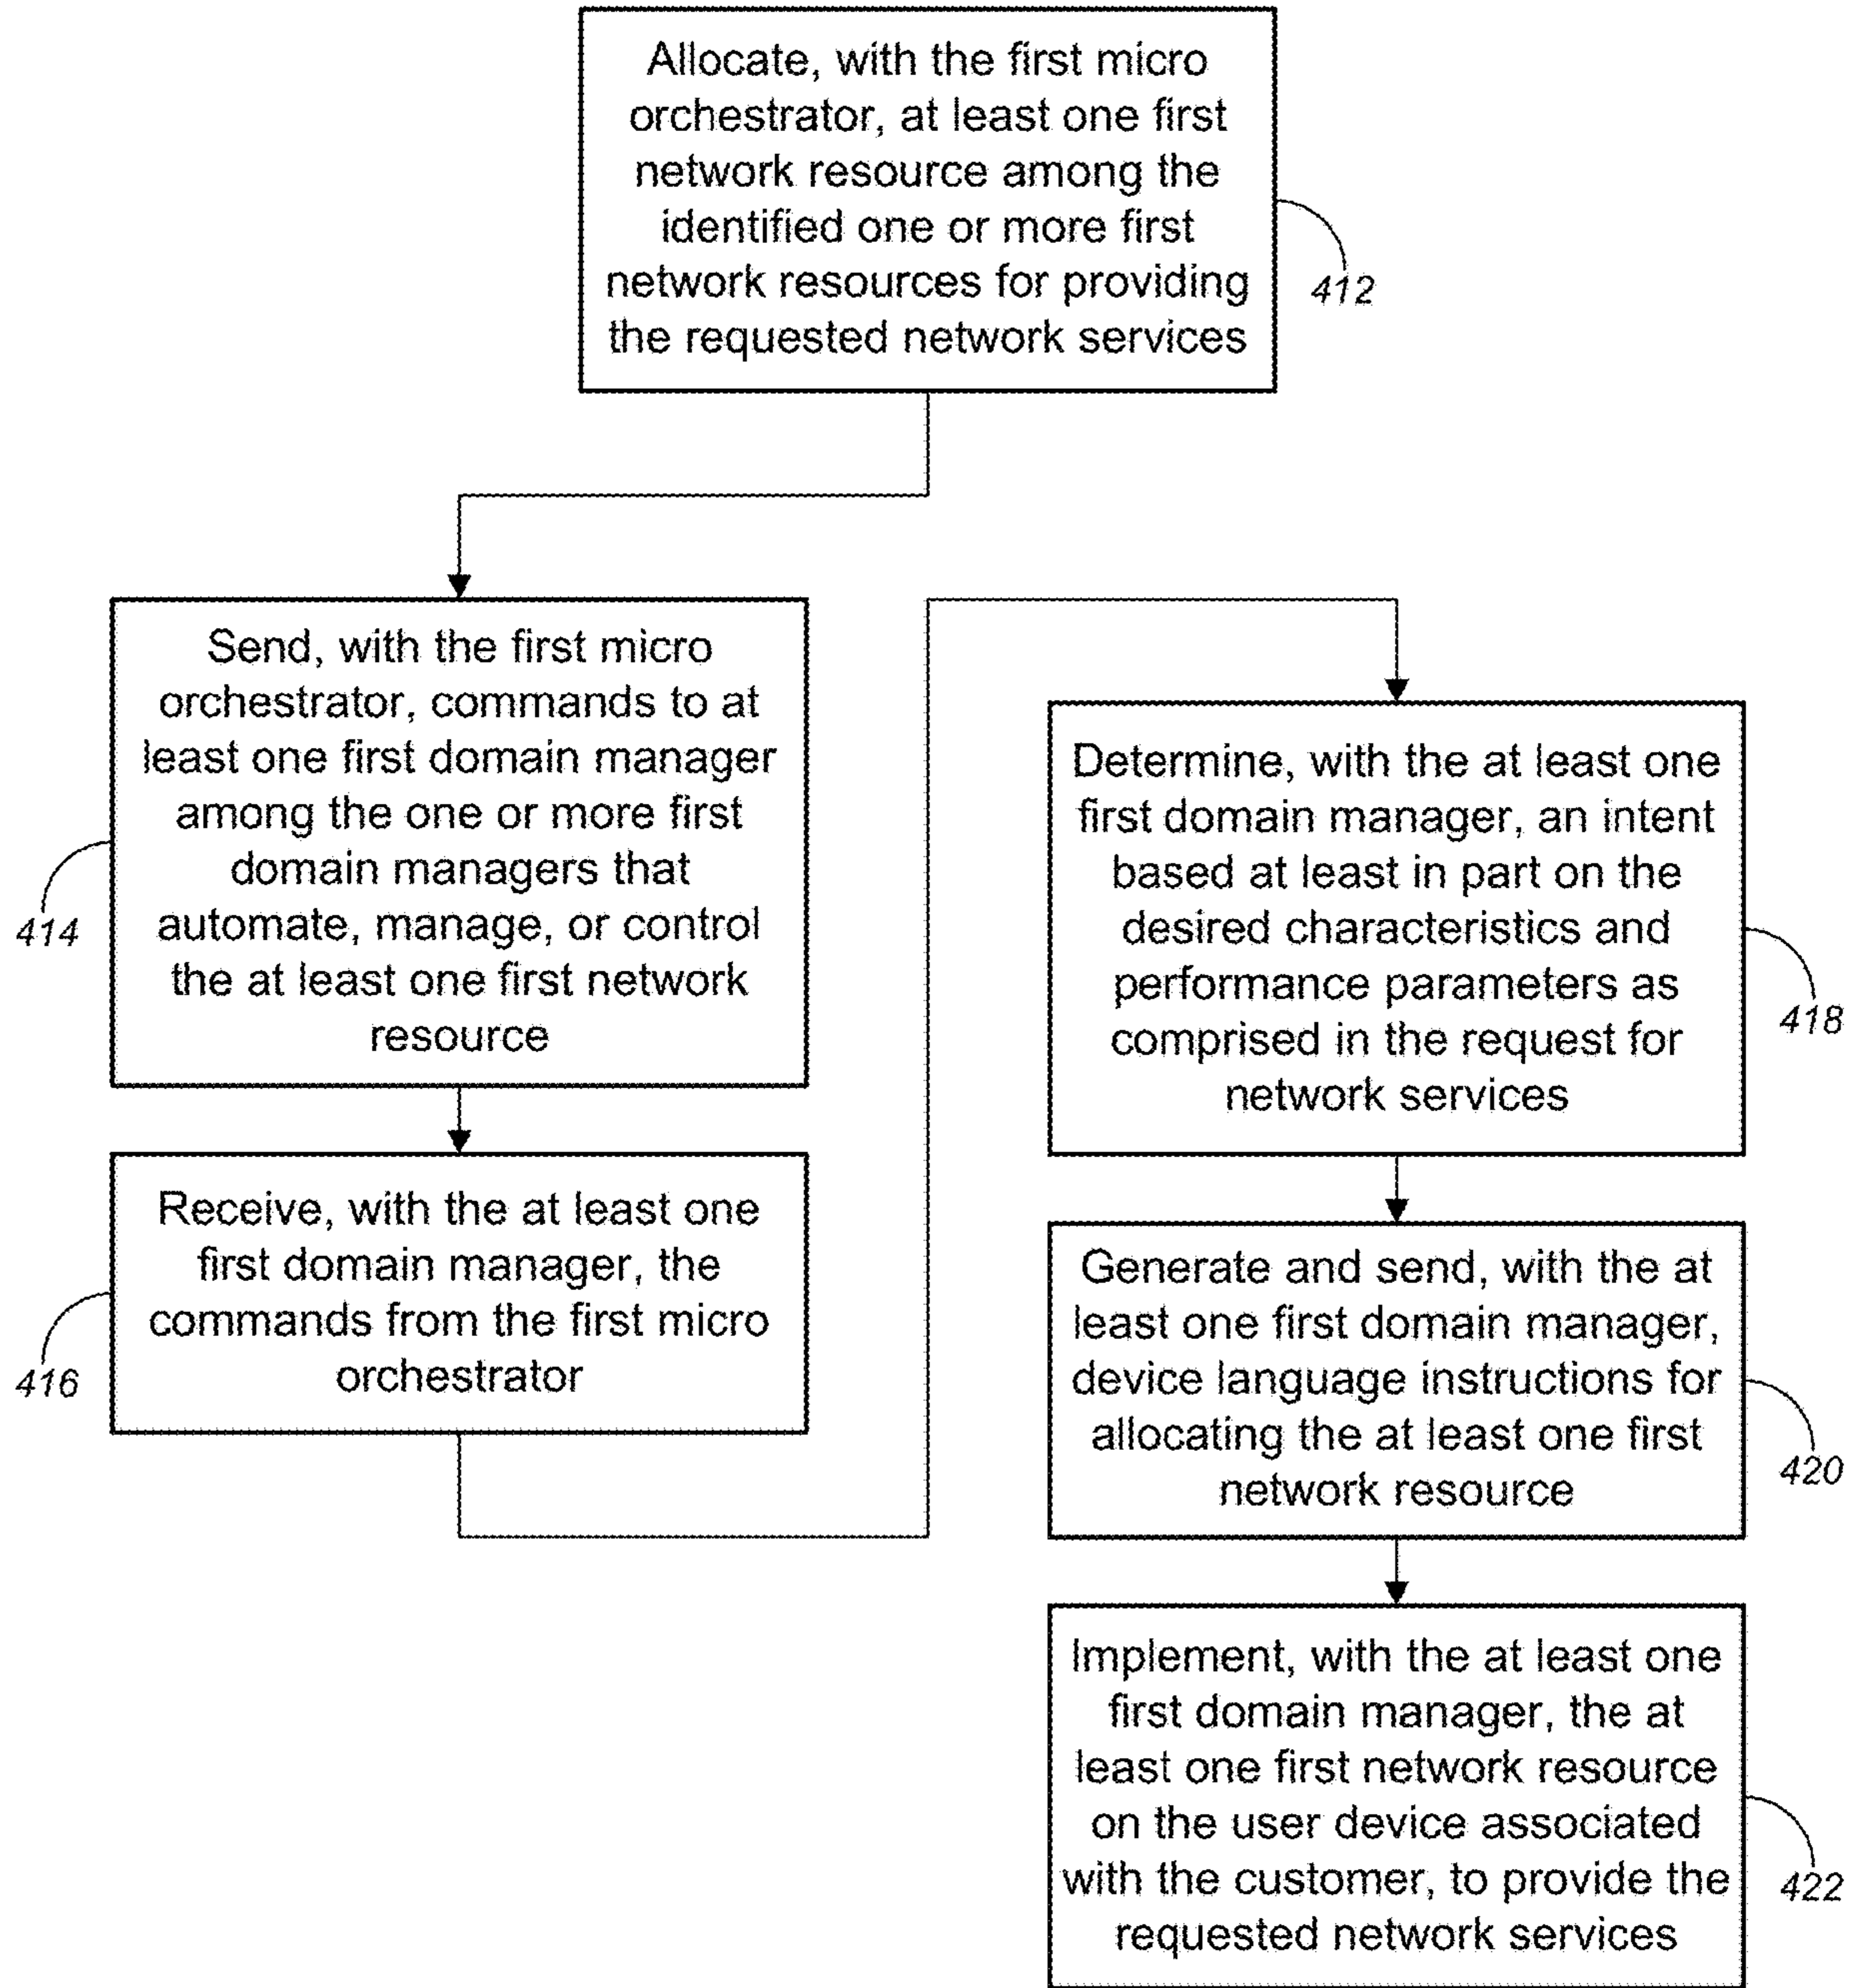 Allocate, with the first micro
orchestrator, at least one first
network resource among the
identified one or more first
network resources for providing
the requested network services
412
Send, with the first micro
orchestrator, commands to at
least one first domain manager
among the one or more first
domain managers that
automate, manage, or control
the at least one first network
resource
414
Receive, with the at least one
first domain manager, the
commands from the first micro
orchestrator
416
Determine, with the at least one
first domain manager, an intent
based at least in part on the
desired characteristics and
performance parameters as
comprised in the request for
network services
418
Generate and send, with the at
least one first domain manager,
device language instructions for
allocating the at least one first
network resource
420
Implement, with the at least one
first domain manager, the at
least one first network resource
on the user device associated
with the customer, to provide the
requested network services
422